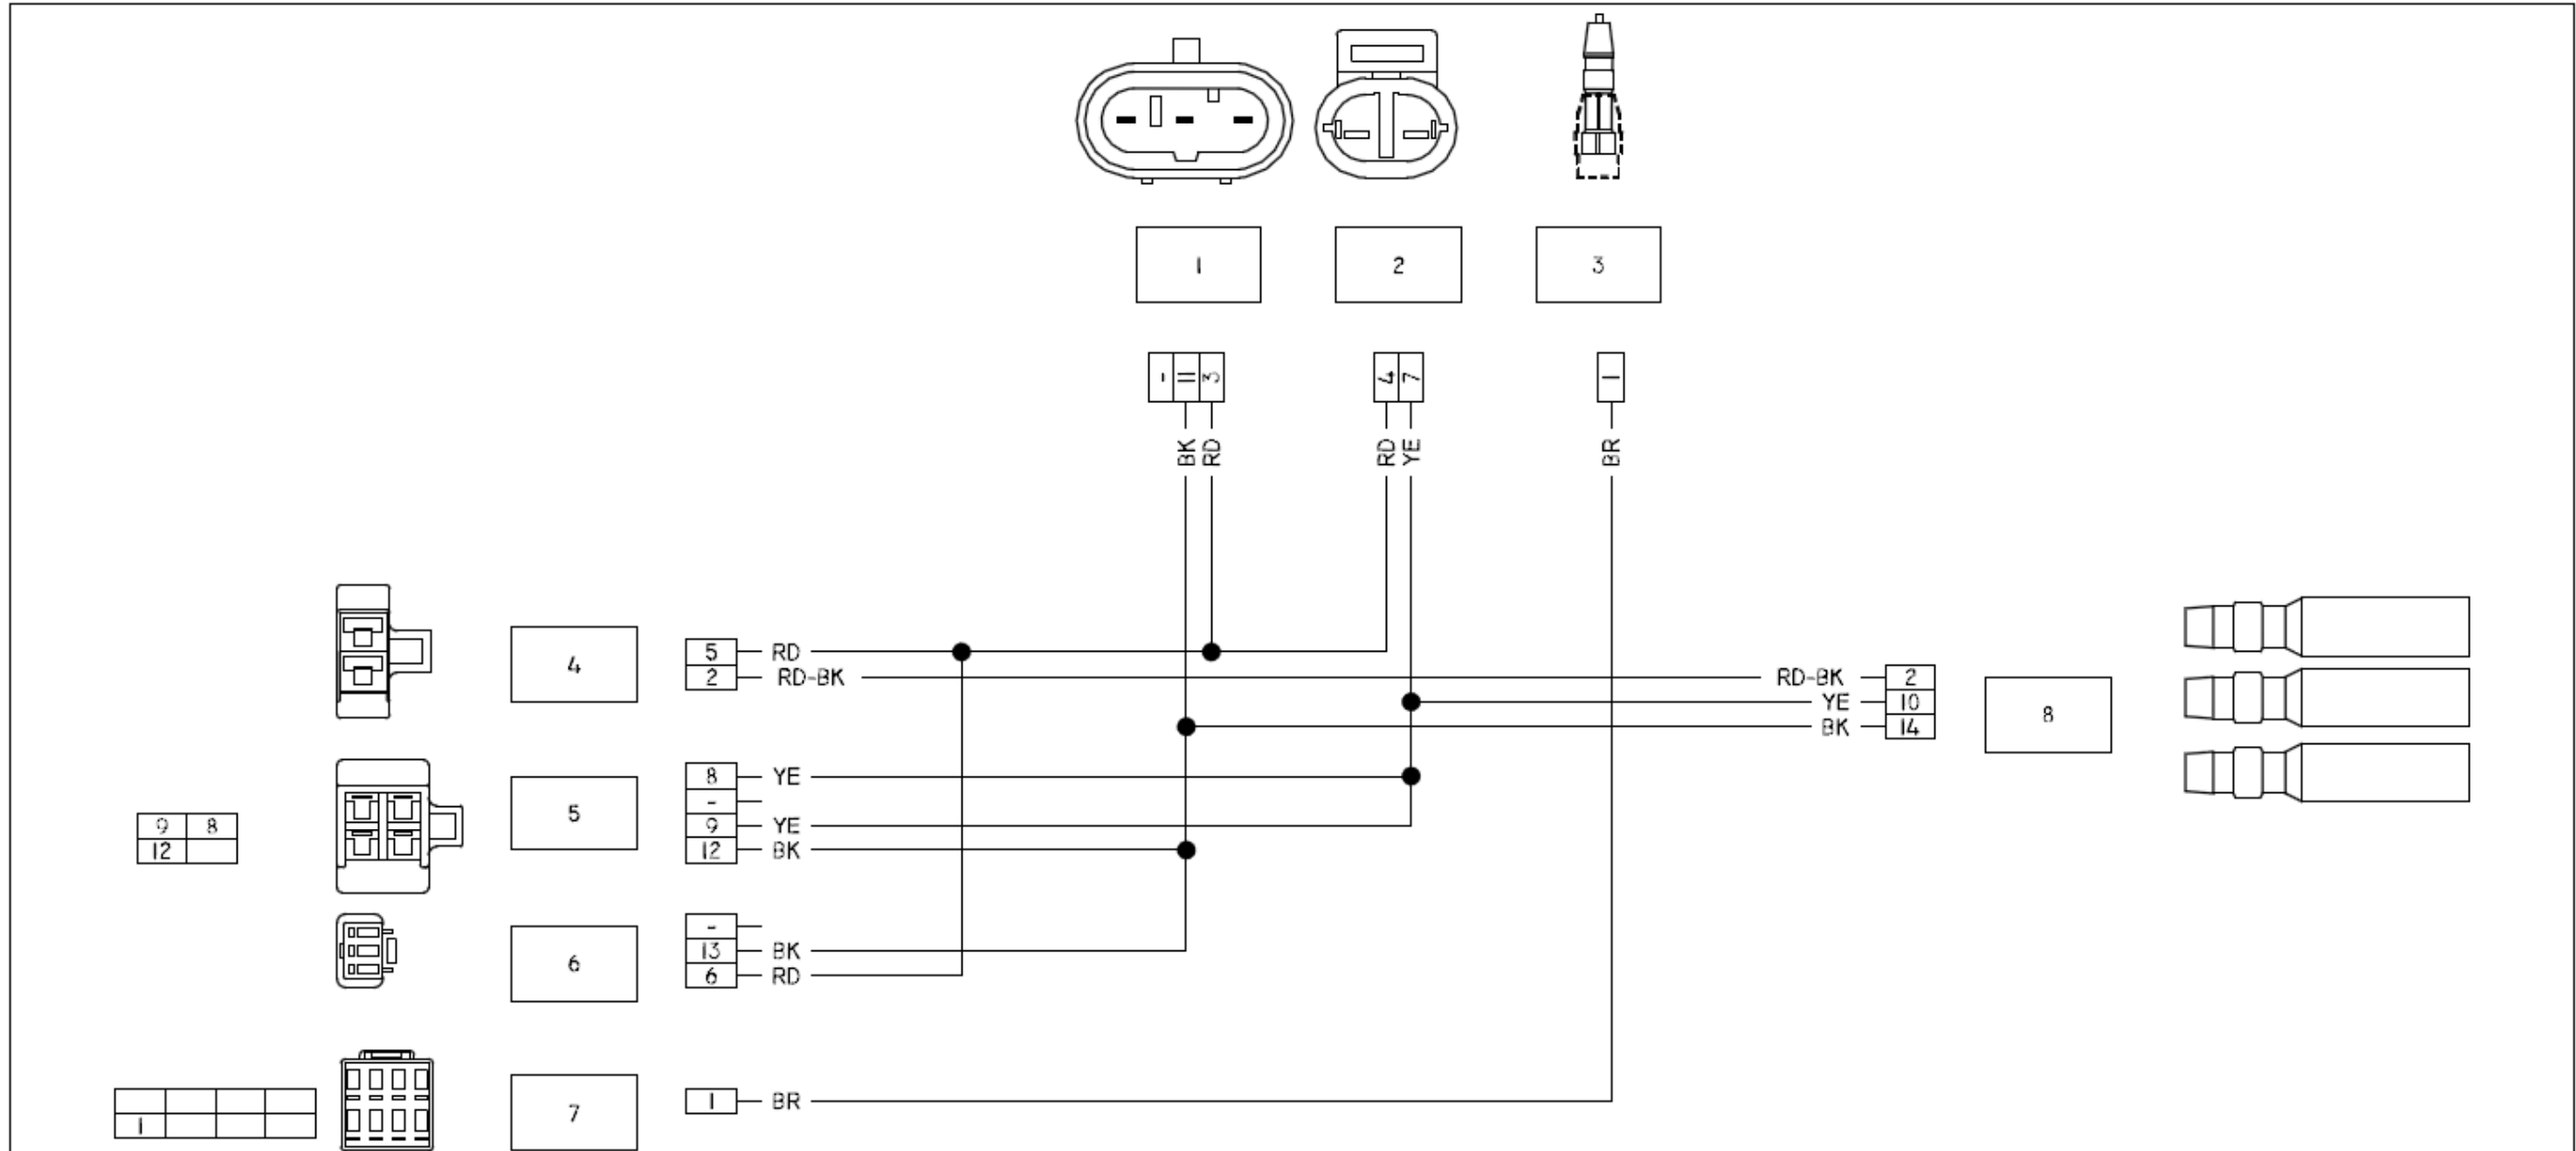 1 2 3
- 11 3 4 7 1
BK RD RD YE BR
4 5 RD
2 RD-BK RD-BK 2
YE 10
8
BK 14
8 YE
5 -
9 8 9 YE
12 12 BK
-
6 13 BK
6 RD
1 BR
7
1